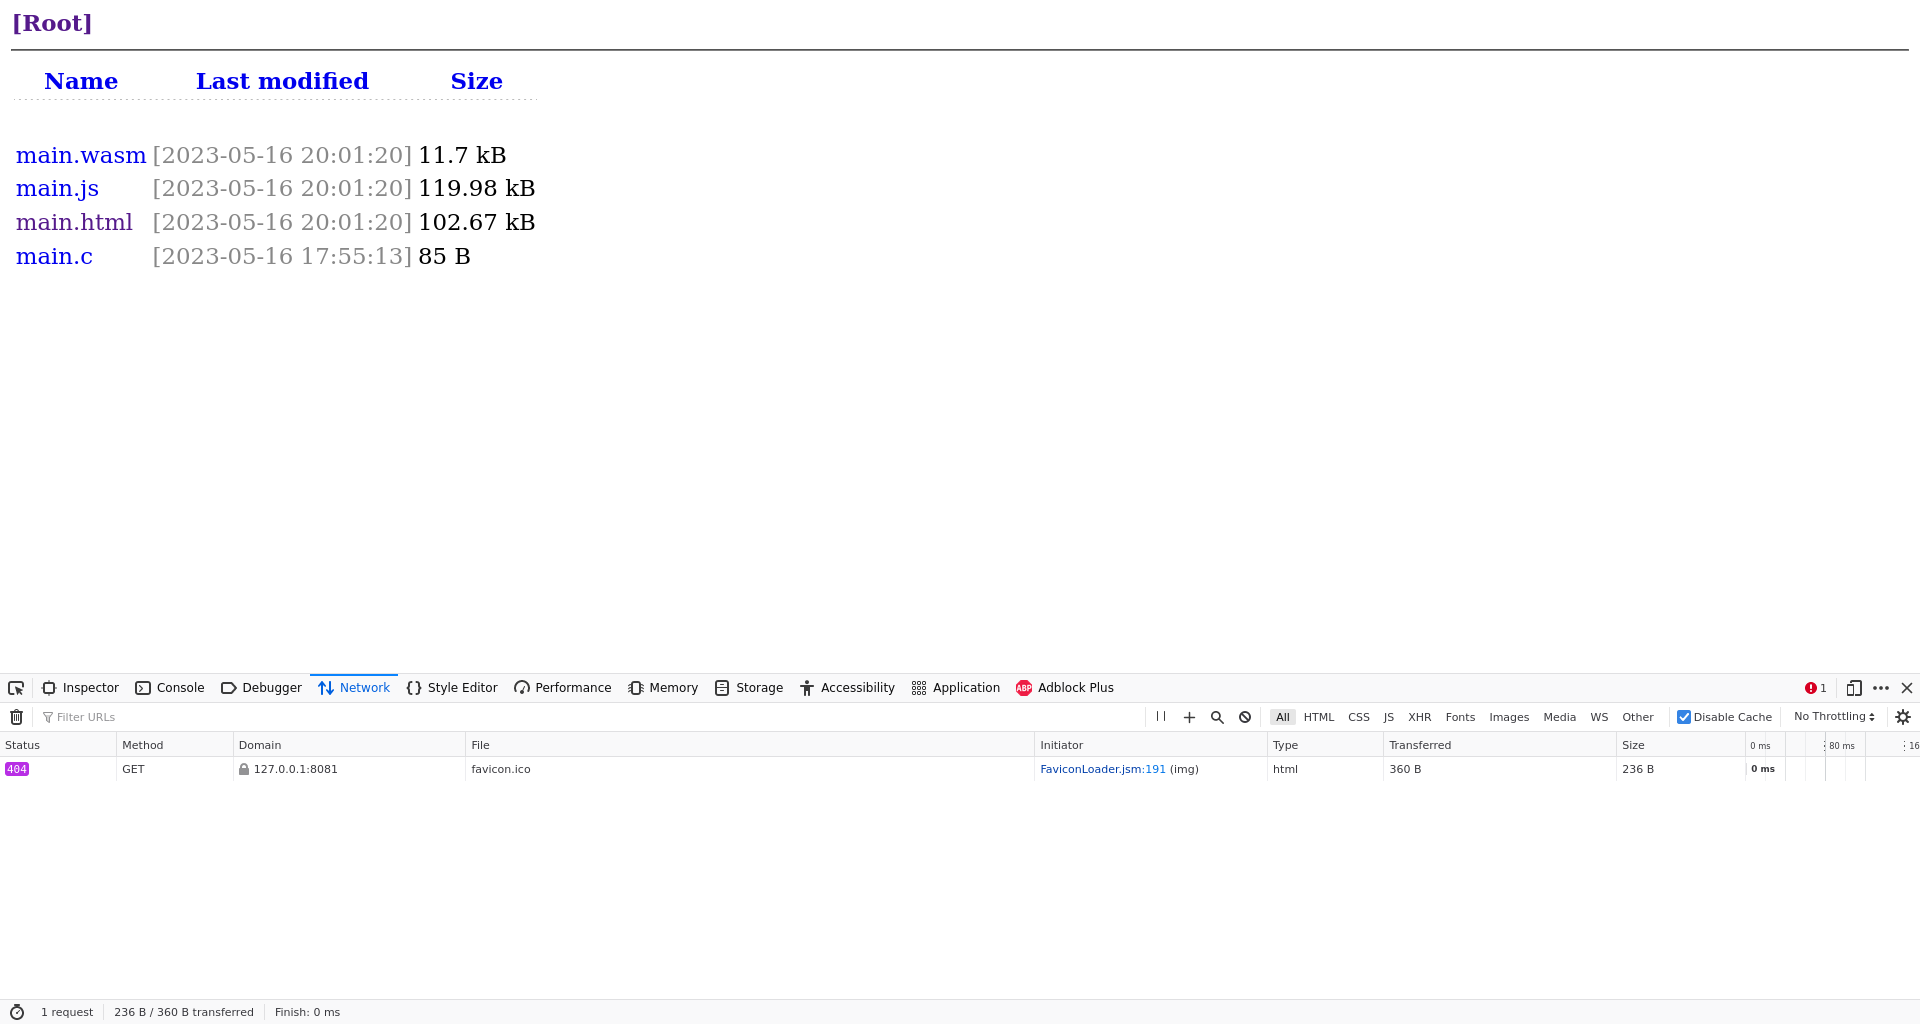 [Root]
Name Last modified Size
main.wasm [2023-05-16 20:01:20] 11.7 kB
main.js [2023-05-16 20:01:20] 119.98 kB
main.html [2023-05-16 20:01:20] 102.67 kB
main.c [2023-05-16 17:55:13] 85 B
Inspector Console Debugger Network Style Editor Performance Memory Storage Accessibility Application ABP Adblock Plus 1
Filter URLs All HTML CSS JS XHR Fonts Images Media WS Other Disable Cache No Throttling
Status Method Domain File Initiator Type Transferred Size 0 ms 80 ms 16
404 GET 127.0.0.1:8081 favicon.ico FaviconLoader.jsm:191 (img) html 360 B 236 B 0 ms
1 request 236 B / 360 B transferred Finish: 0 ms